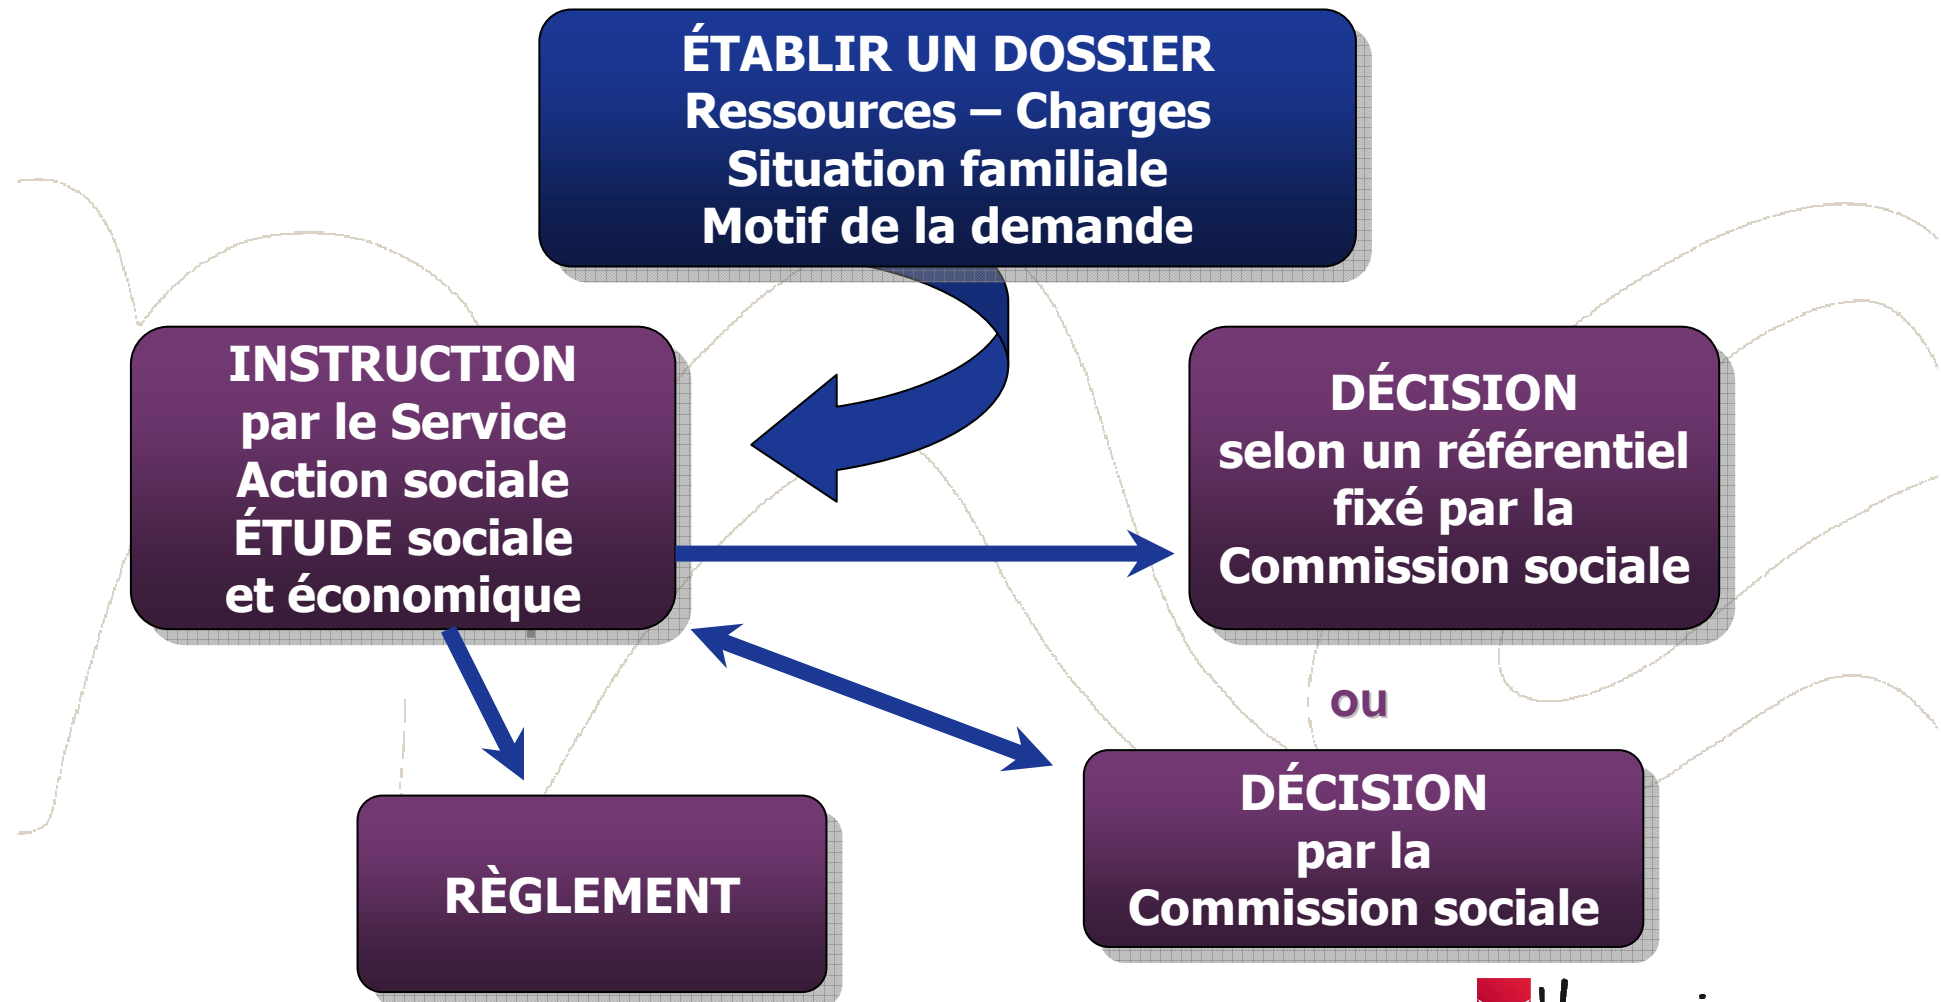 ÉTABLIR UN DOSSIER
Ressources – Charges
Situation familiale
Motif de la demande
INSTRUCTION
par le Service
Action sociale
ÉTUDE sociale
et économique
DÉCISION
selon un référentiel
fixé par la
Commission sociale
ou
DÉCISION
par la
Commission sociale
RÈGLEMENT